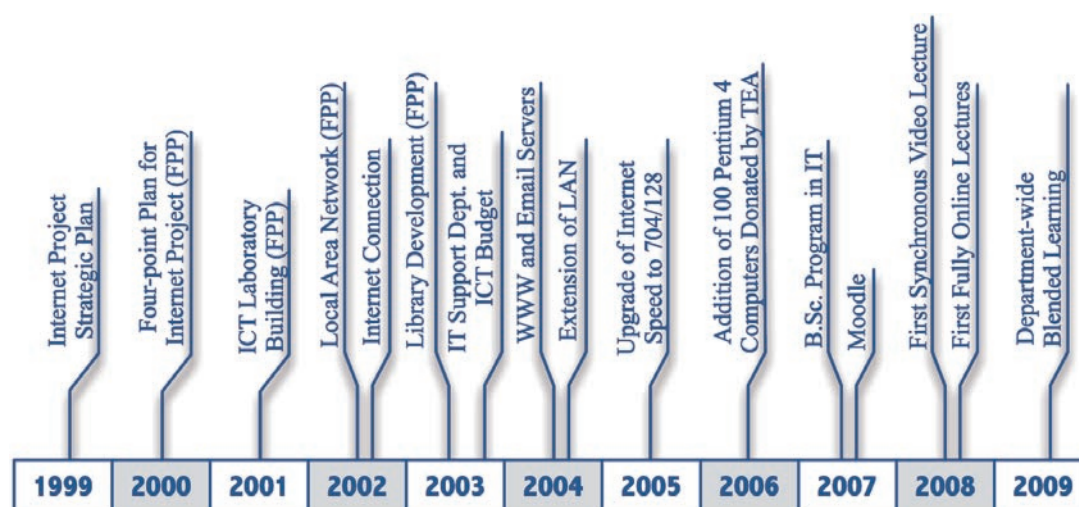 Internet Project
Strategic Plan
Four-point Plan for
Internet Project (FPP)
ICT Laboratory
Building (FPP)
Local Area Network (FPP)
Internet Connection
Library Development (FPP)
IT Support Dept. and
ICT Budget
WWW and Email Servers
Extension of LAN
Upgrade of Internet
Speed to 704/128
Addition of 100 Pentium 4
Computers Donated by TEA
B.Sc. Program in IT
Moodle
First Synchronous Video Lecture
First Fully Online Lectures
Department-wide
Blended Learning
1999
2000
2001
2002
2003
2004
2005
2006
2007
2008
2009